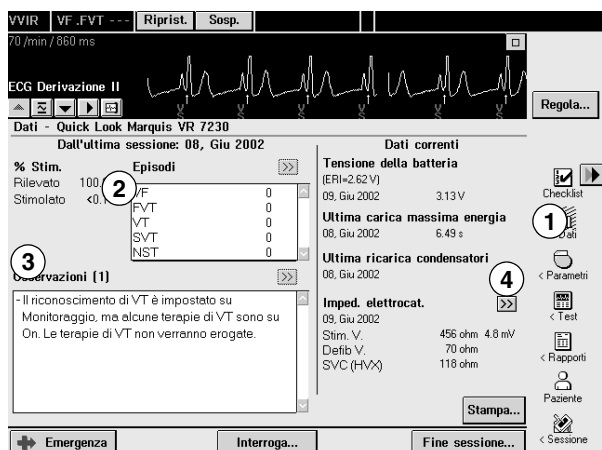 VVIR VF .FVT - - - Riprist. Sosp.
70 /min / 860 ms
ECG Derivazione II
Regola...
Dati - Quick Look Marquis VR 7230
Dall'ultima sessione: 08, Giu 2002
% Stim.
Rilevato 100.
Stimolato <0.1
Episodi >>
VF 0
FVT 0
VT 0
SVT 0
NST 0
2
3
Osservazioni (1) >>
- Il riconoscimento di VT è impostato su
Monitoraggio, ma alcune terapie di VT sono su
On. Le terapie di VT non verranno erogate.
Dati correnti
Tensione della batteria
(ERI=2.62 V)
09, Giu 2002 3.13 V
Ultima carica massima energia
08, Giu 2002 6.49 s
Ultima ricarica condensatori
08, Giu 2002
4
Imped. elettrocat. >>
09, Giu 2002
Stim. V. 456 ohm 4.8 mV
Defib V. 70 ohm
SVC (HVX) 118 ohm
Stampa...
Checklist
1
Dati
< Parametri
< Test
< Rapporti
Paziente
< Sessione
Emergenza
Interroga...
Fine sessione...